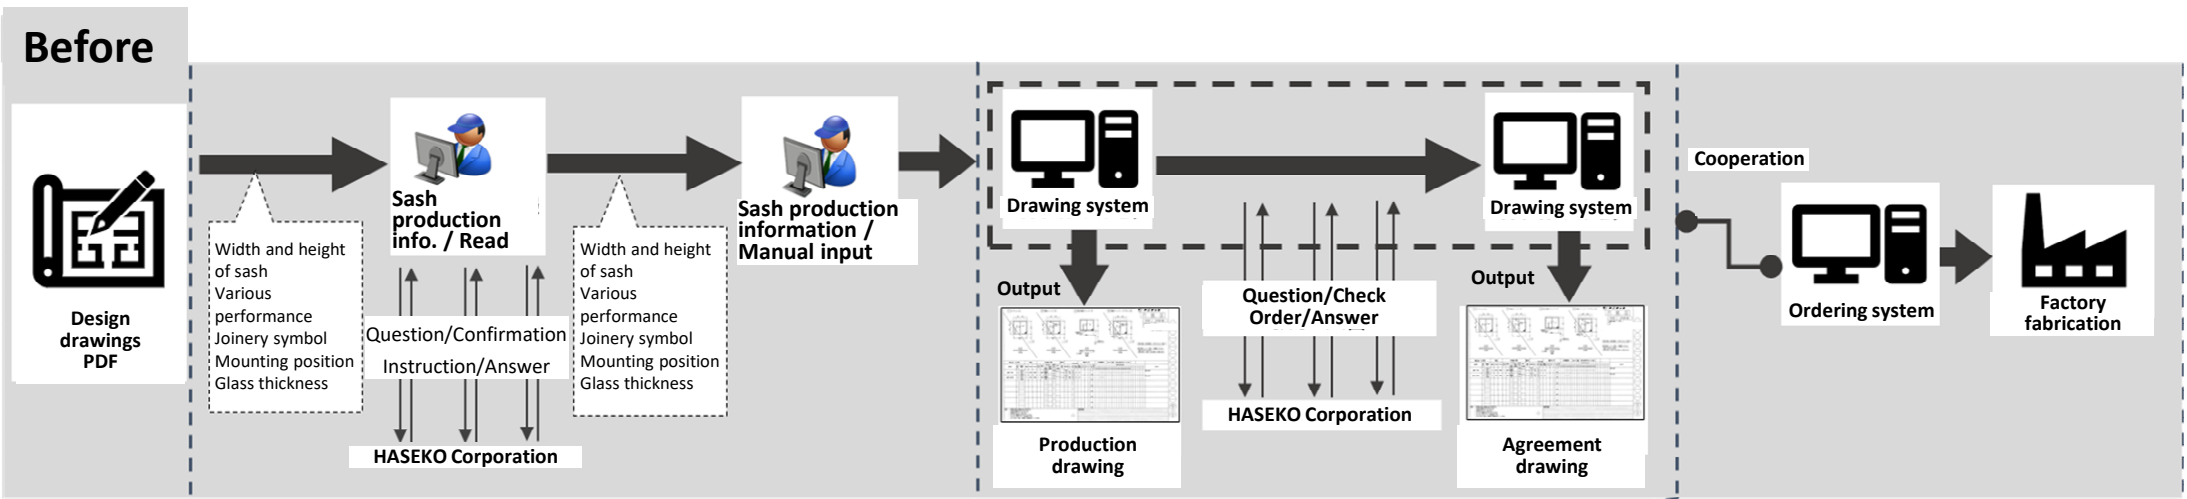 Before
Design
drawings
PDF
Width and height
of sash
Various
performance
Joinery symbol
Mounting position
Glass thickness
Sash
production
info. / Read
Question/Confirmation
Instruction/Answer
HASEKO Corporation
Width and height
of sash
Various
performance
Joinery symbol
Mounting position
Glass thickness
Sash production
information /
Manual input
Drawing system
Output
Production
drawing
Question/Check
Order/Answer
HASEKO Corporation
Drawing system
Output
Agreement
drawing
Cooperation
Ordering system
Factory
fabrication